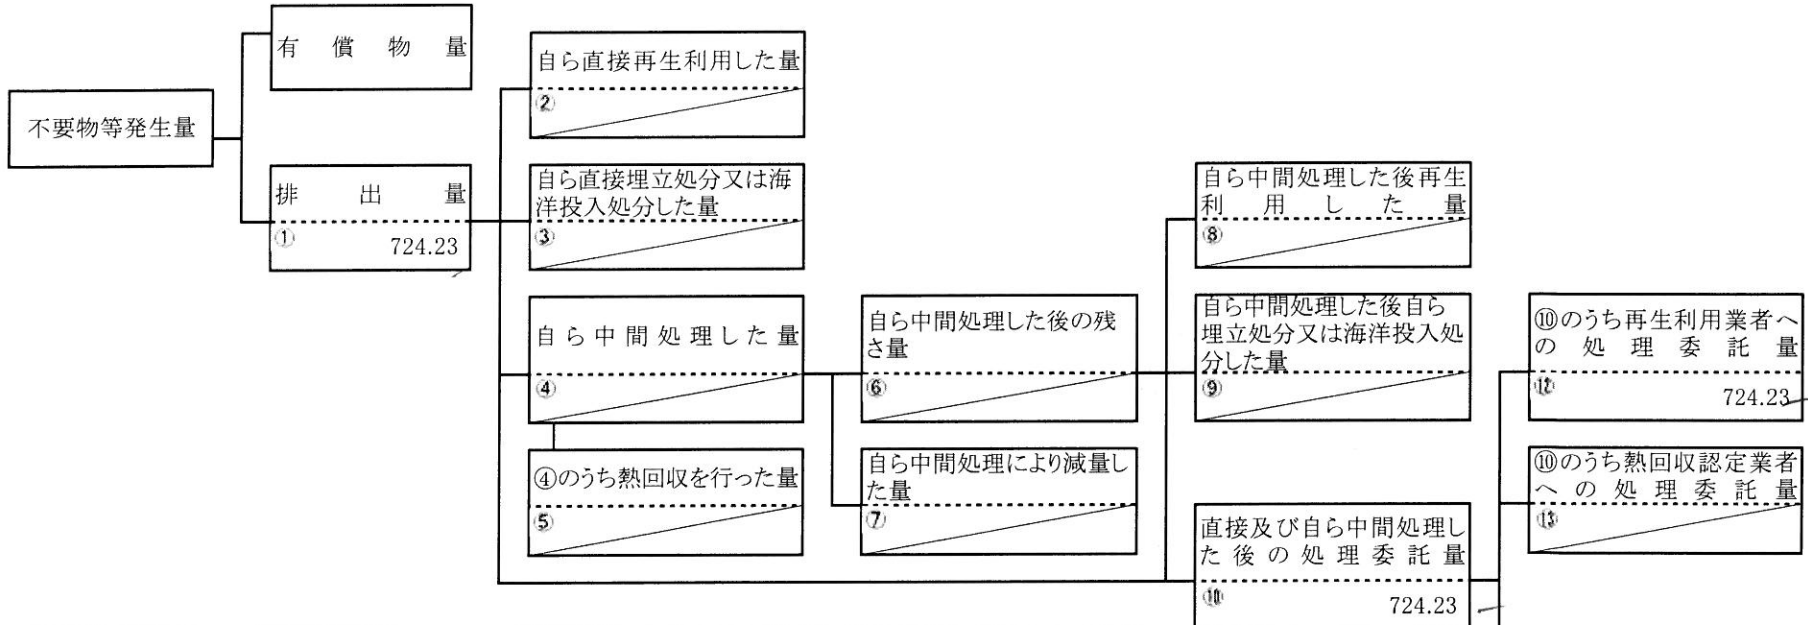 有償物量
不要物等発生量
排出量
①
724.23
自ら直接再生利用した量
②
自ら直接埋立処分又は海
洋投入処分した量
③
自ら中間処理した量
④
④のうち熱回収を行った量
⑤
自ら中間処理した後の残
さ量
⑥
自ら中間処理により減量し
た量
⑦
自ら中間処理した後再生
利用した量
⑧
自ら中間処理した後自ら
埋立処分又は海洋投入処
分した量
⑨
直接及び自ら中間処理し
た後の処理委託量
⑩
724.23
⑩のうち再生利用業者へ
の処理委託量
⑫
724.23
⑩のうち熱回収認定業者
への処理委託量
⑬